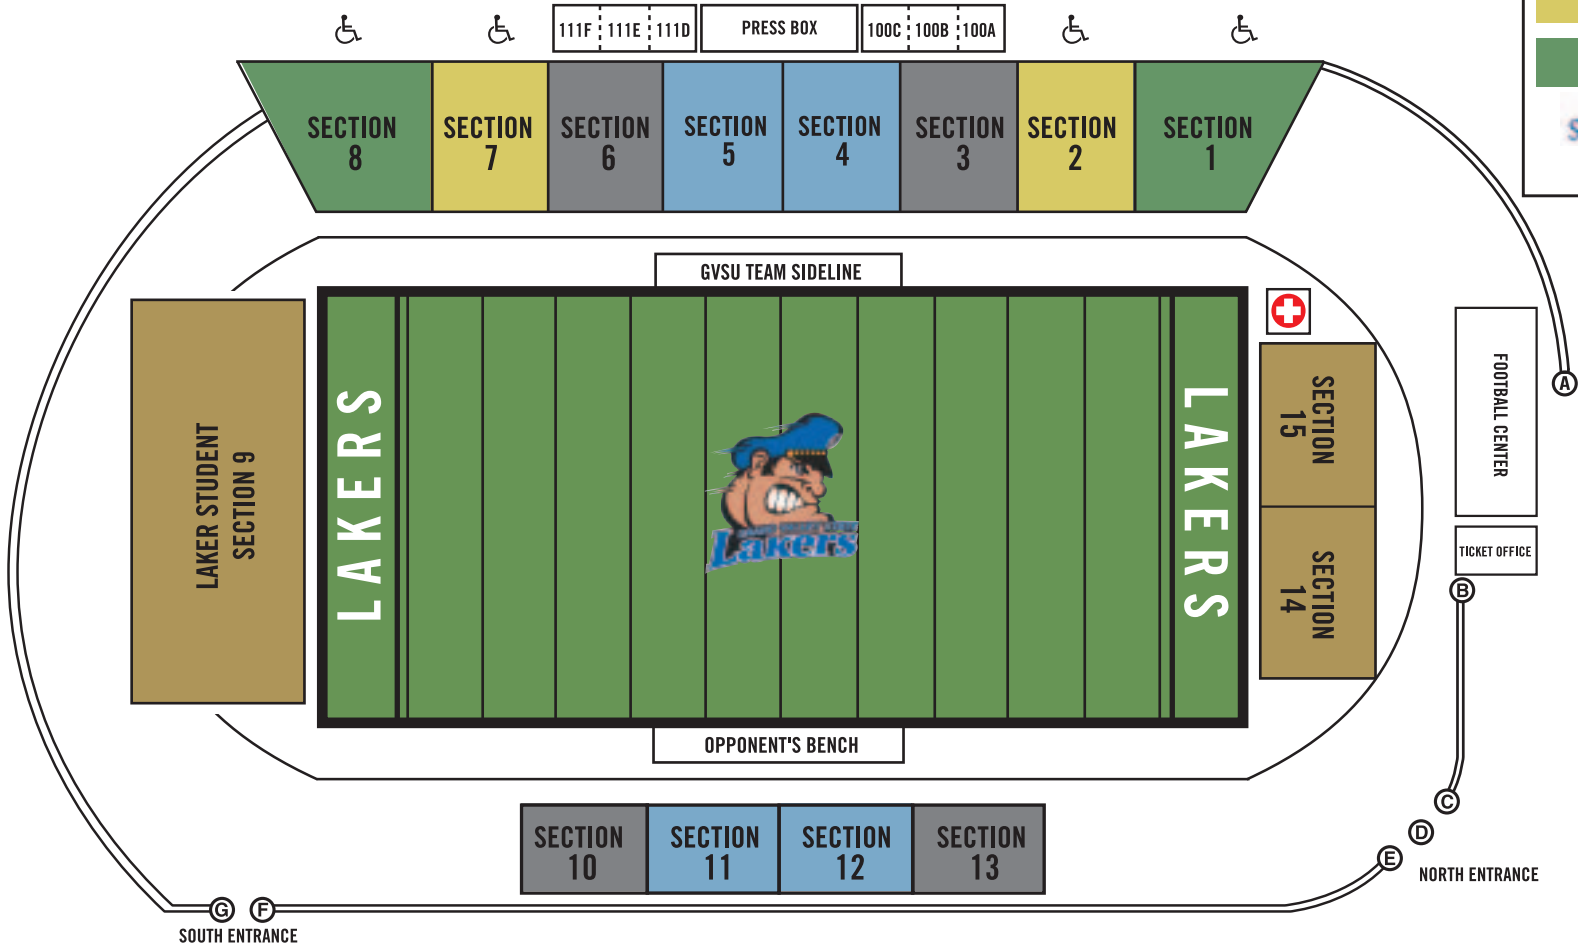 111F 111E 111D
PRESS BOX
100C 100B 100A
SECTION
8
SECTION
7
SECTION
6
SECTION
5
SECTION
4
SECTION
3
SECTION
2
SECTION
1
S
GVSU TEAM SIDELINE
LAKER STUDENT
SECTION 9
LAKERS
Lakers
LAKERS
SECTION
15
SECTION
14
FOOTBALL CENTER
A
TICKET OFFICE
B
OPPONENT'S BENCH
SECTION
10
SECTION
11
SECTION
12
SECTION
13
C
D
E
NORTH ENTRANCE
G
F
SOUTH ENTRANCE